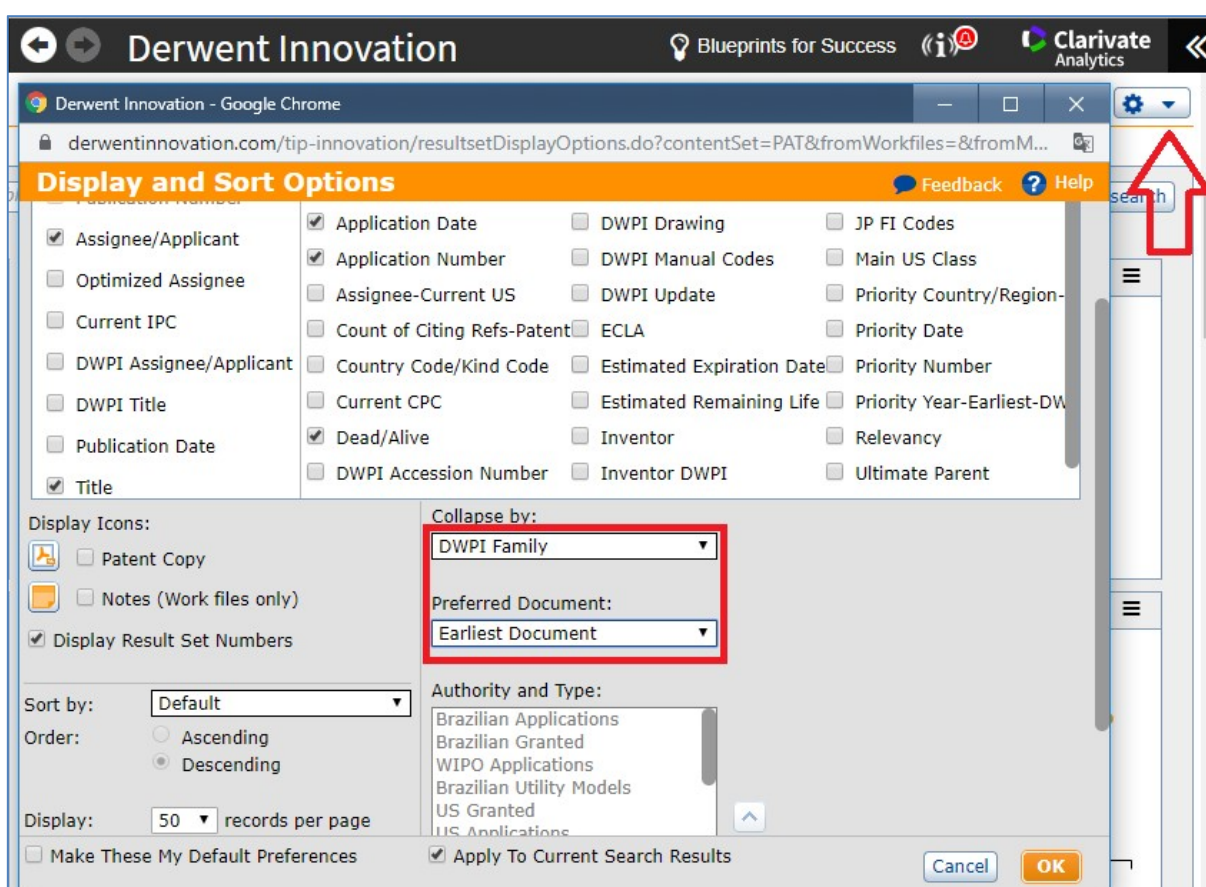 Derwent Innovation
Blueprints for Success
Clarivate
Analytics
Derwent Innovation - Google Chrome
derwentinnovation.com/tip-innovation/resultsetDisplayOptions.do?contentSet=PAT&fromWorkfiles=&fromM...
Display and Sort Options
Feedback
Help
search
Publication Number
Assignee/Applicant
Optimized Assignee
Current IPC
DWPI Assignee/Applicant
DWPI Title
Publication Date
Title
Application Date
Application Number
Assignee-Current US
Count of Citing Refs-Patent
Country Code/Kind Code
Current CPC
Dead/Alive
DWPI Accession Number
DWPI Drawing
DWPI Manual Codes
DWPI Update
ECLA
Estimated Expiration Date
Estimated Remaining Life
Inventor
Inventor DWPI
JP FI Codes
Main US Class
Priority Country/Region-
Priority Date
Priority Number
Priority Year-Earliest-DW
Relevancy
Ultimate Parent
Display Icons:
Patent Copy
Notes (Work files only)
Display Result Set Numbers
Collapse by:
DWPI Family
Preferred Document:
Earliest Document
Sort by: Default
Order: Ascending
Descending
Display: 50 records per page
Authority and Type:
Brazilian Applications
Brazilian Granted
WIPO Applications
Brazilian Utility Models
US Granted
US Applications
Make These My Default Preferences
Apply To Current Search Results
Cancel
OK